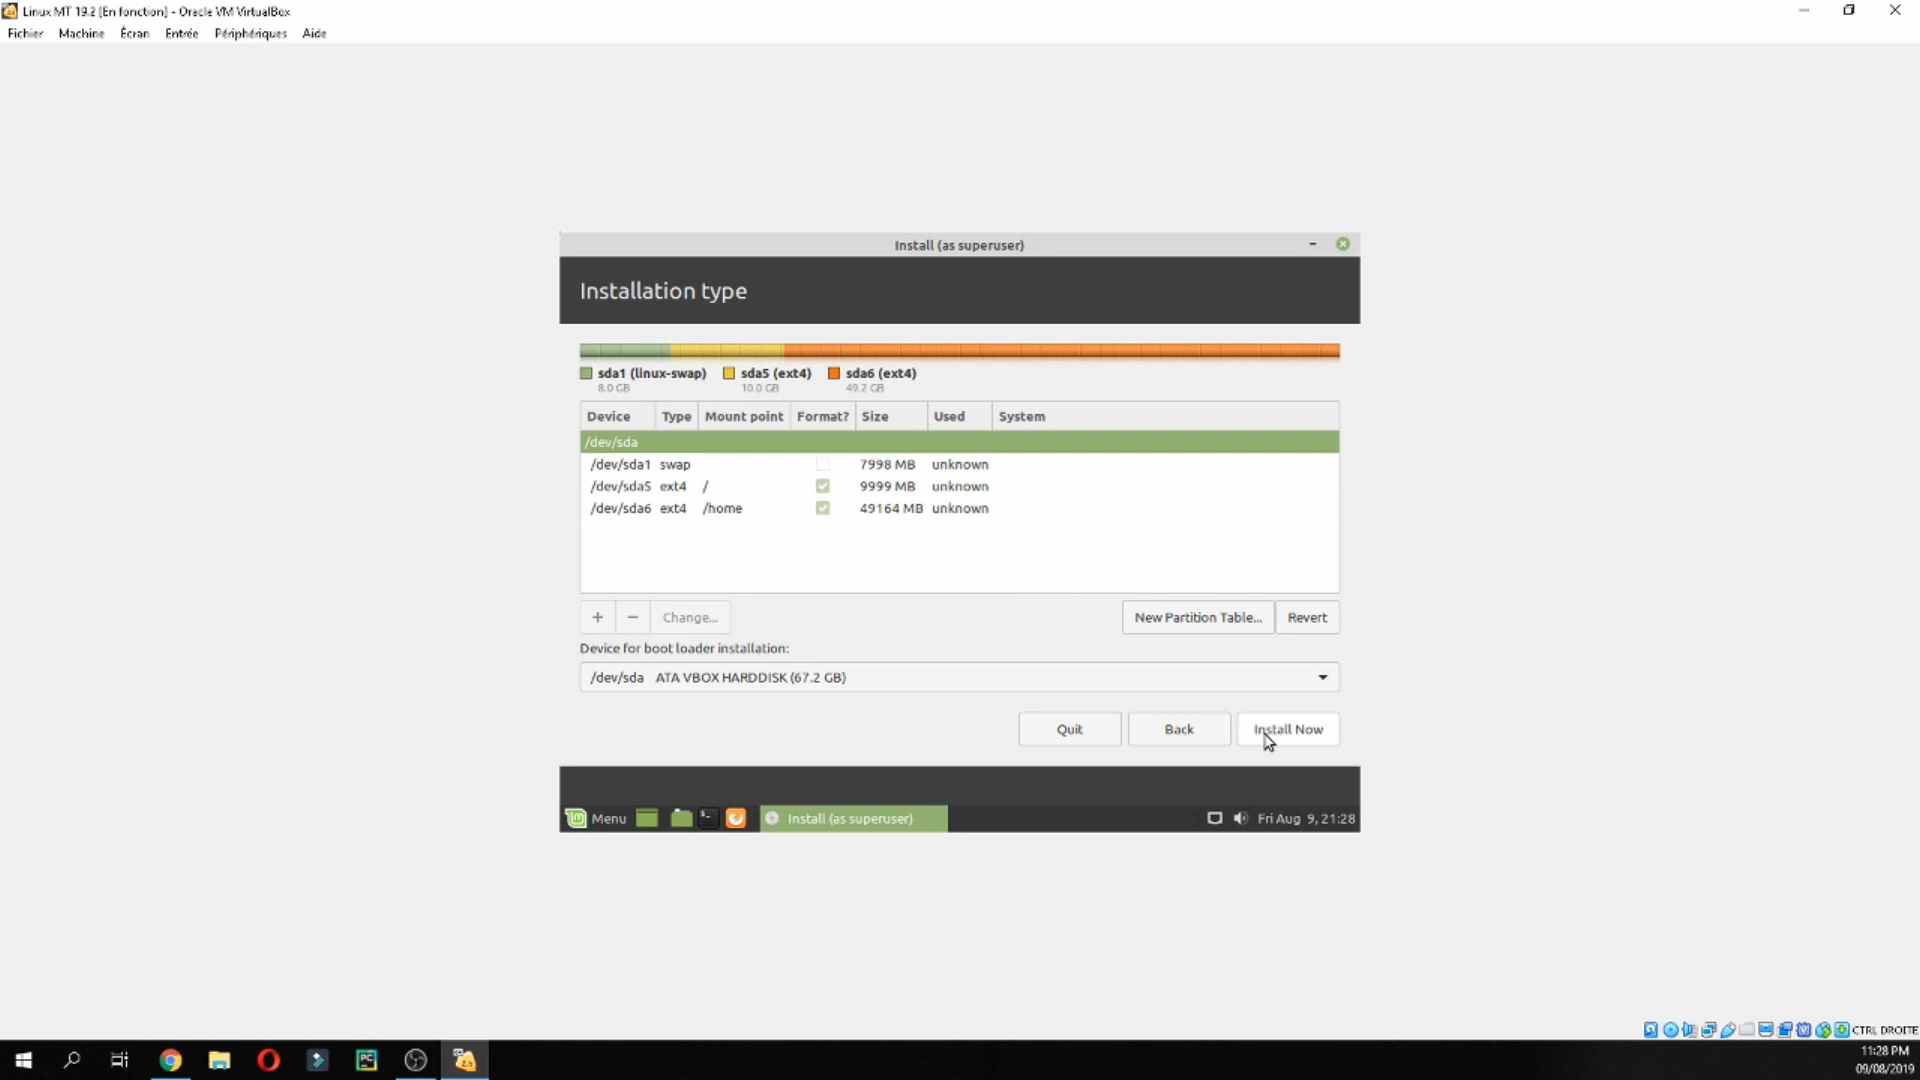 Linux MT 19.2 [En fonction] - Oracle VM VirtualBox
Fichier Machine Écran Entrée Périphériques Aide
Install (as superuser)
Installation type
sda1 (linux-swap) sda5 (ext4) sda6 (ext4)
8.0 GB 10.0 GB 49.2 GB
Device Type Mount point Format? Size Used System
/dev/sda
/dev/sda1 swap 7998 MB unknown
/dev/sda5 ext4 / 9999 MB unknown
/dev/sda6 ext4 /home 49164 MB unknown
+ − Change... New Partition Table... Revert
Device for boot loader installation:
/dev/sda ATA VBOX HARDDISK (67.2 GB)
Quit Back Install Now
Menu Install (as superuser) Fri Aug 9, 21:28
CTRL DROITE
PC
11:28 PM
09/08/2019